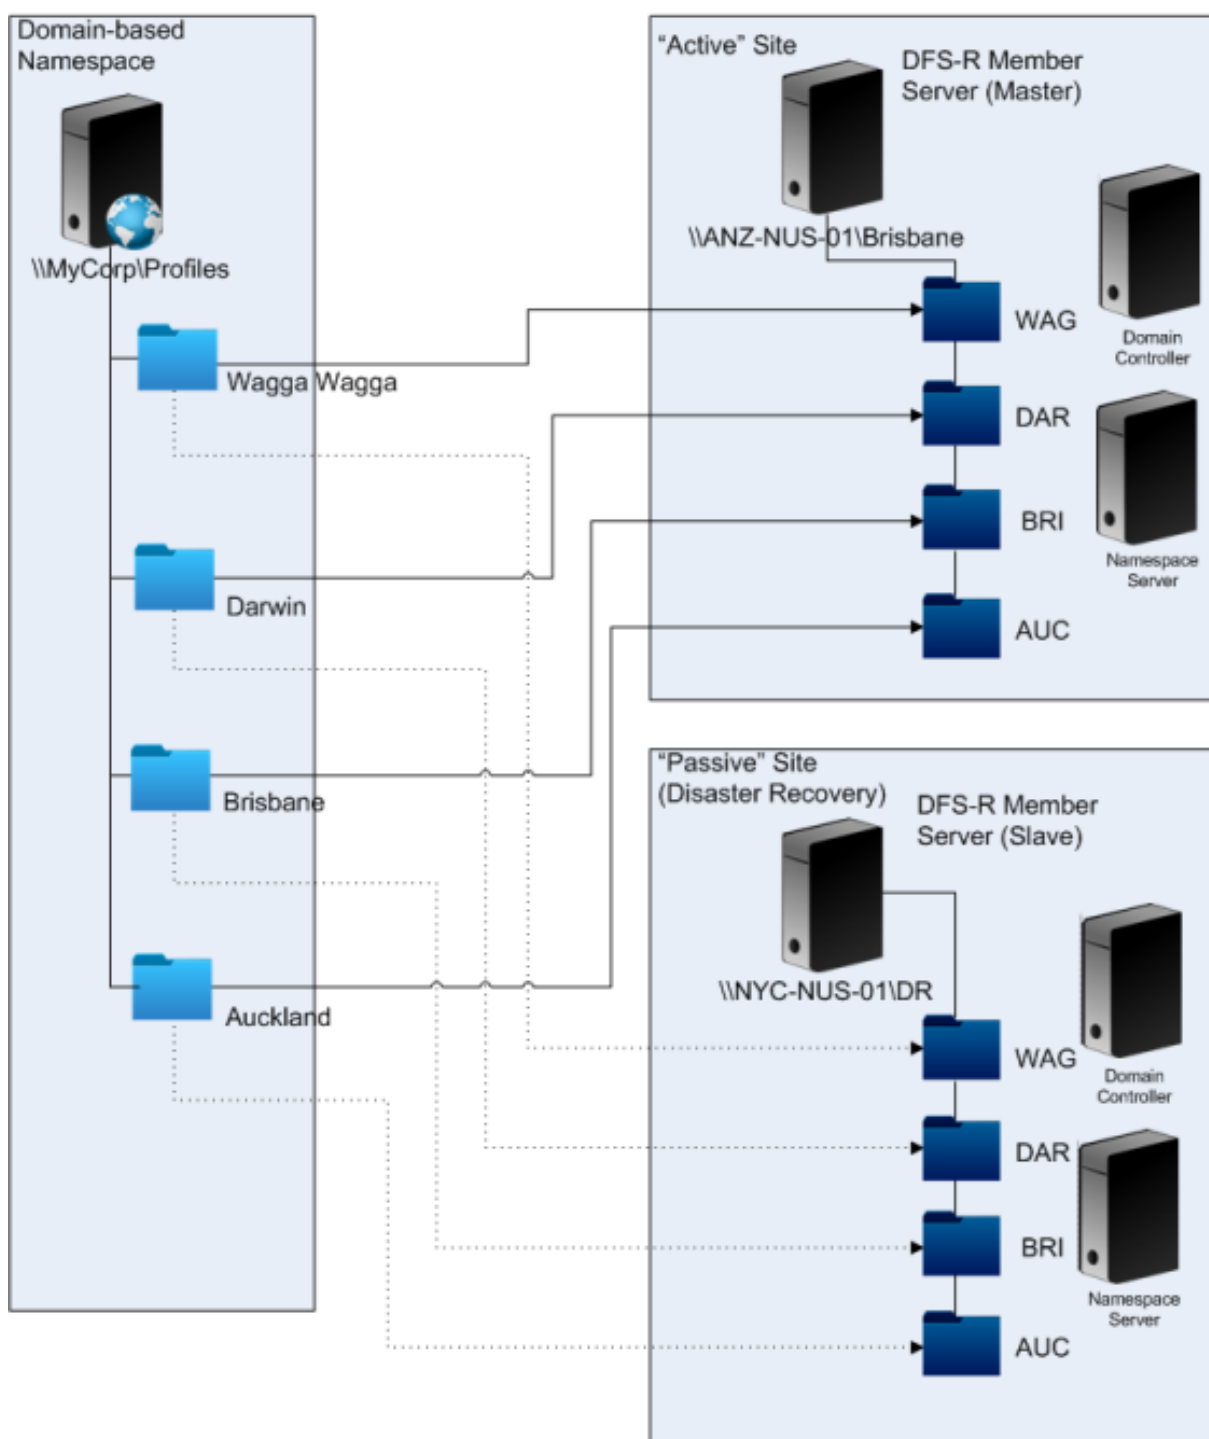 Domain-based
Namespace
\\MyCorp\Profiles
Wagga Wagga
Darwin
Brisbane
Auckland
“Active” Site
DFS-R Member
Server (Master)
\\ANZ-NUS-01\Brisbane
WAG
DAR
BRI
AUC
Domain
Controller
Namespace
Server
“Passive” Site
(Disaster Recovery)
DFS-R Member
Server (Slave)
\\NYC-NUS-01\DR
WAG
DAR
BRI
AUC
Domain
Controller
Namespace
Server